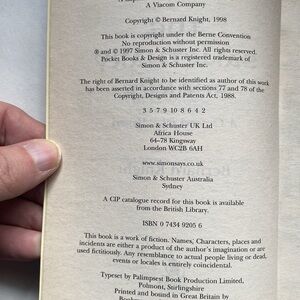 A Viacom Company
Copyright © Bernard Knight, 1998
This book is copyright under the Berne Convention
No reproduction without permission
® and © 1997 Simon & Schuster Inc. All rights reserved.
Pocket Books & Design is a registered trademark of
Simon & Schuster Inc.
The right of Bernard Knight to be identified as author of this work
has been asserted in accordance with sections 77 and 78 of the
Copyright, Designs and Patents Act, 1988.
3 5 7 9 10 8 6 4 2
Simon & Schuster UK Ltd
Africa House
64-78 Kingsway
London WC2B 6AH
www.simonsays.co.uk
Simon & Schuster Australia
Sydney
A CIP catalogue record for this book is available
from the British Library.
ISBN 0 7434 9205 6
This book is a work of fiction. Names, Characters, places and
incidents are either a product of the author's imagination or are
used fictitiously. Any resemblance to actual people living or dead,
events or locales is entirely coincidental.
Typeset by Palimpsest Book Production Limited,
Polmont, Stirlingshire
Printed and bound in Great Britain by